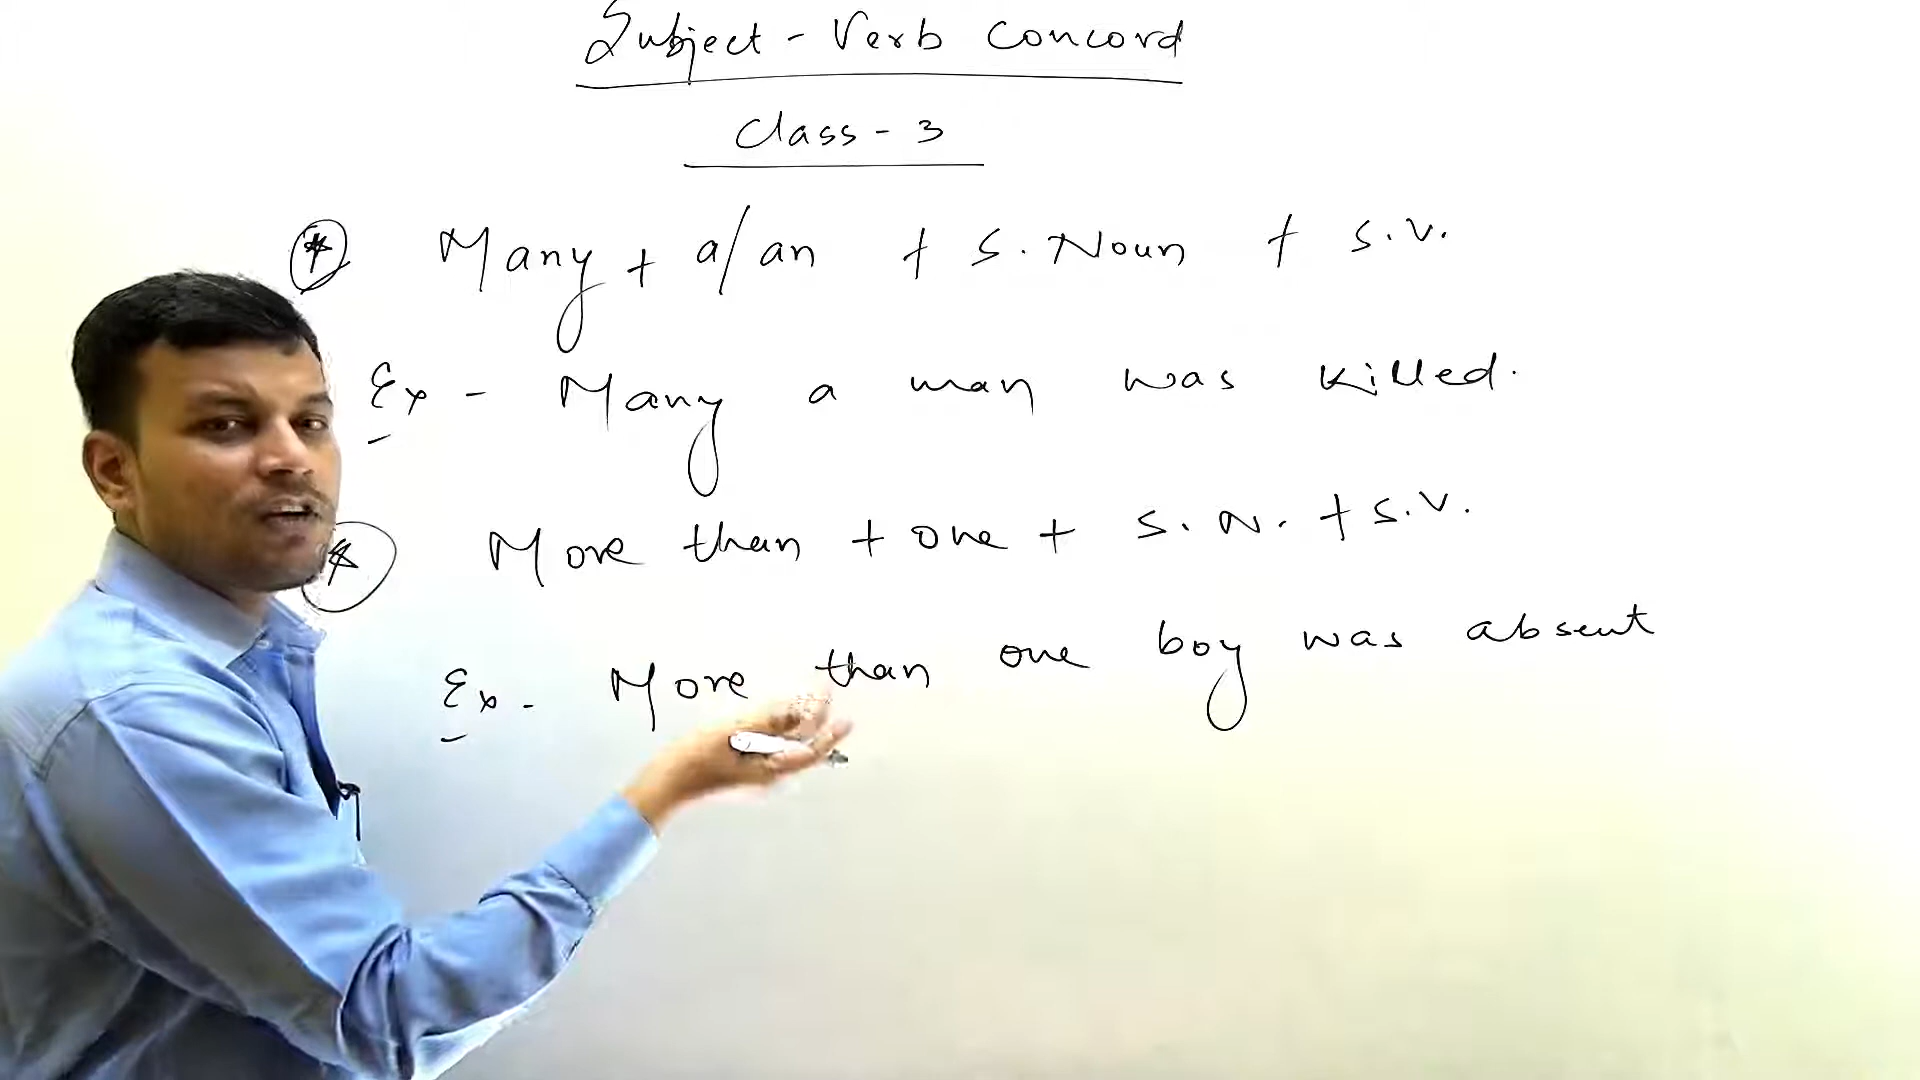 Subject - Verb Concord
Class - 3
* Many + a/an + S. Noun + S.V.
Ex - Many a man was killed.
* More than + one + S. N. + S.V.
Ex - More than one boy was absent